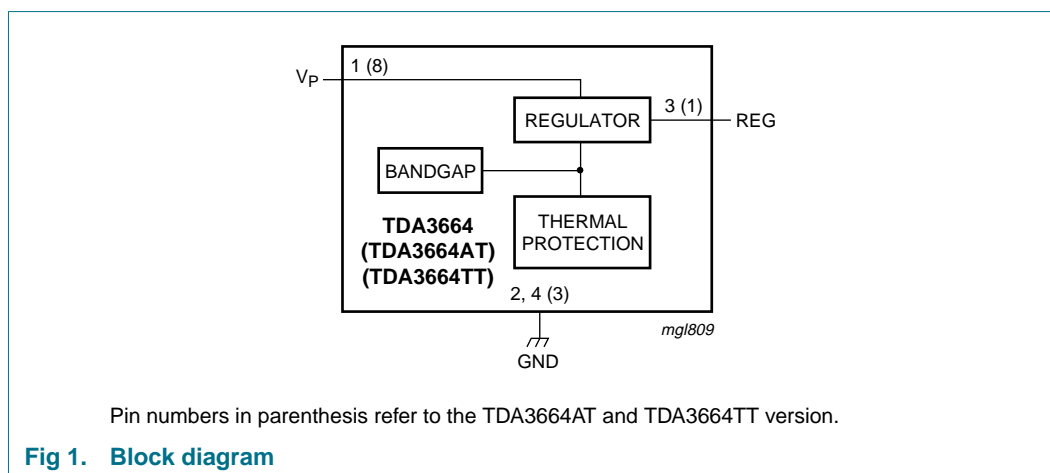 1 (8)
VP
3 (1)
REGULATOR
REG
BANDGAP
TDA3664
(TDA3664AT)
(TDA3664TT)
THERMAL
PROTECTION
2, 4 (3)
mgl809
GND
Pin numbers in parenthesis refer to the TDA3664AT and TDA3664TT version.
Fig 1. Block diagram